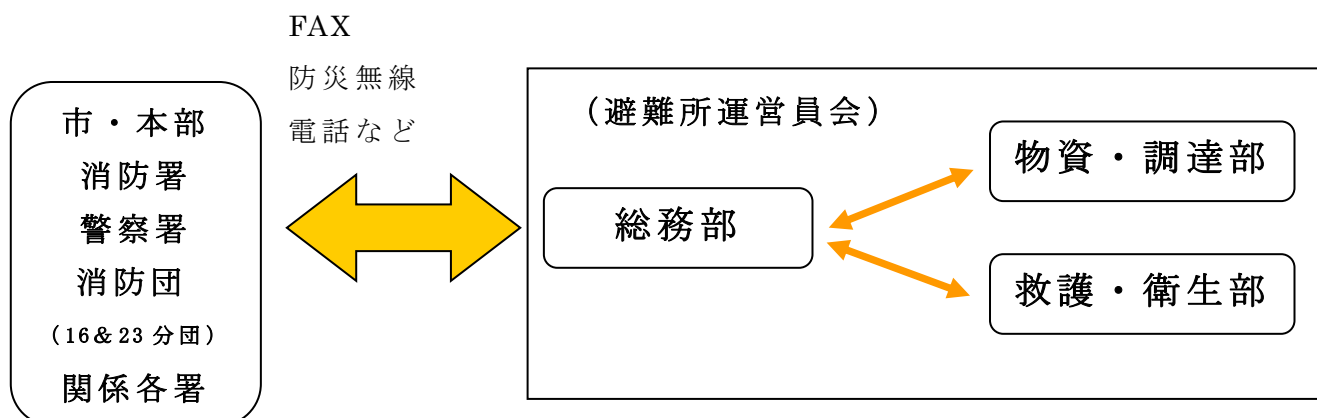 FAX
防災無線
電話など
市・本部
消防署
警察署
消防団
(16&23分団)
関係各署
(避難所運営員会)
総務部
物資・調達部
救護・衛生部